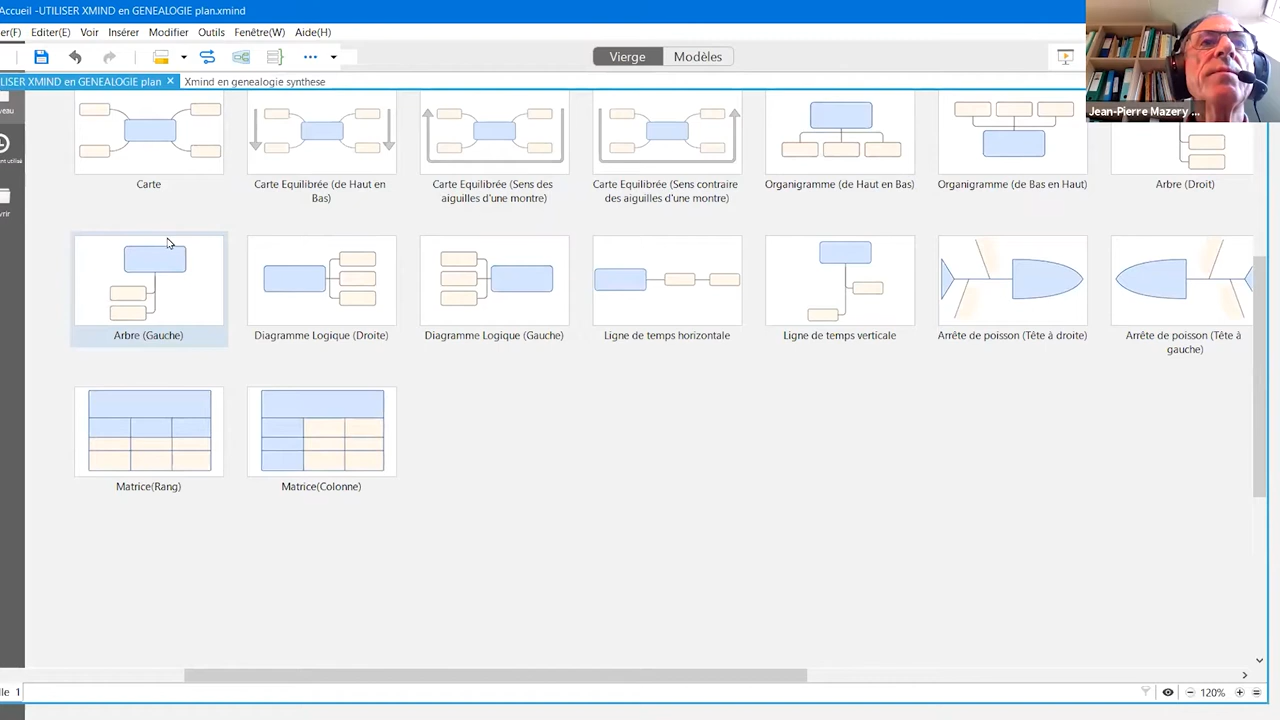 Accueil -UTILISER XMIND en GENEALOGIE plan.xmind
er(F) Editer(E) Voir Insérer Modifier Outils Fenêtre(W) Aide(H)
Vierge Modèles
LISER XMIND en GENEALOGIE plan Xmind en genealogie synthese
Jean-Pierre Mazery ...
veau
ent utilisé
vrir
Carte
Carte Equilibrée (de Haut en
Bas)
Carte Equilibrée (Sens des
aiguilles d'une montre)
Carte Equilibrée (Sens contraire
des aiguilles d'une montre)
Organigramme (de Haut en Bas)
Organigramme (de Bas en Haut)
Arbre (Droit)
Arbre (Gauche)
Diagramme Logique (Droite)
Diagramme Logique (Gauche)
Ligne de temps horizontale
Ligne de temps verticale
Arrête de poisson (Tête à droite)
Arrête de poisson (Tête à
gauche)
Matrice(Rang)
Matrice(Colonne)
lle 1
120%